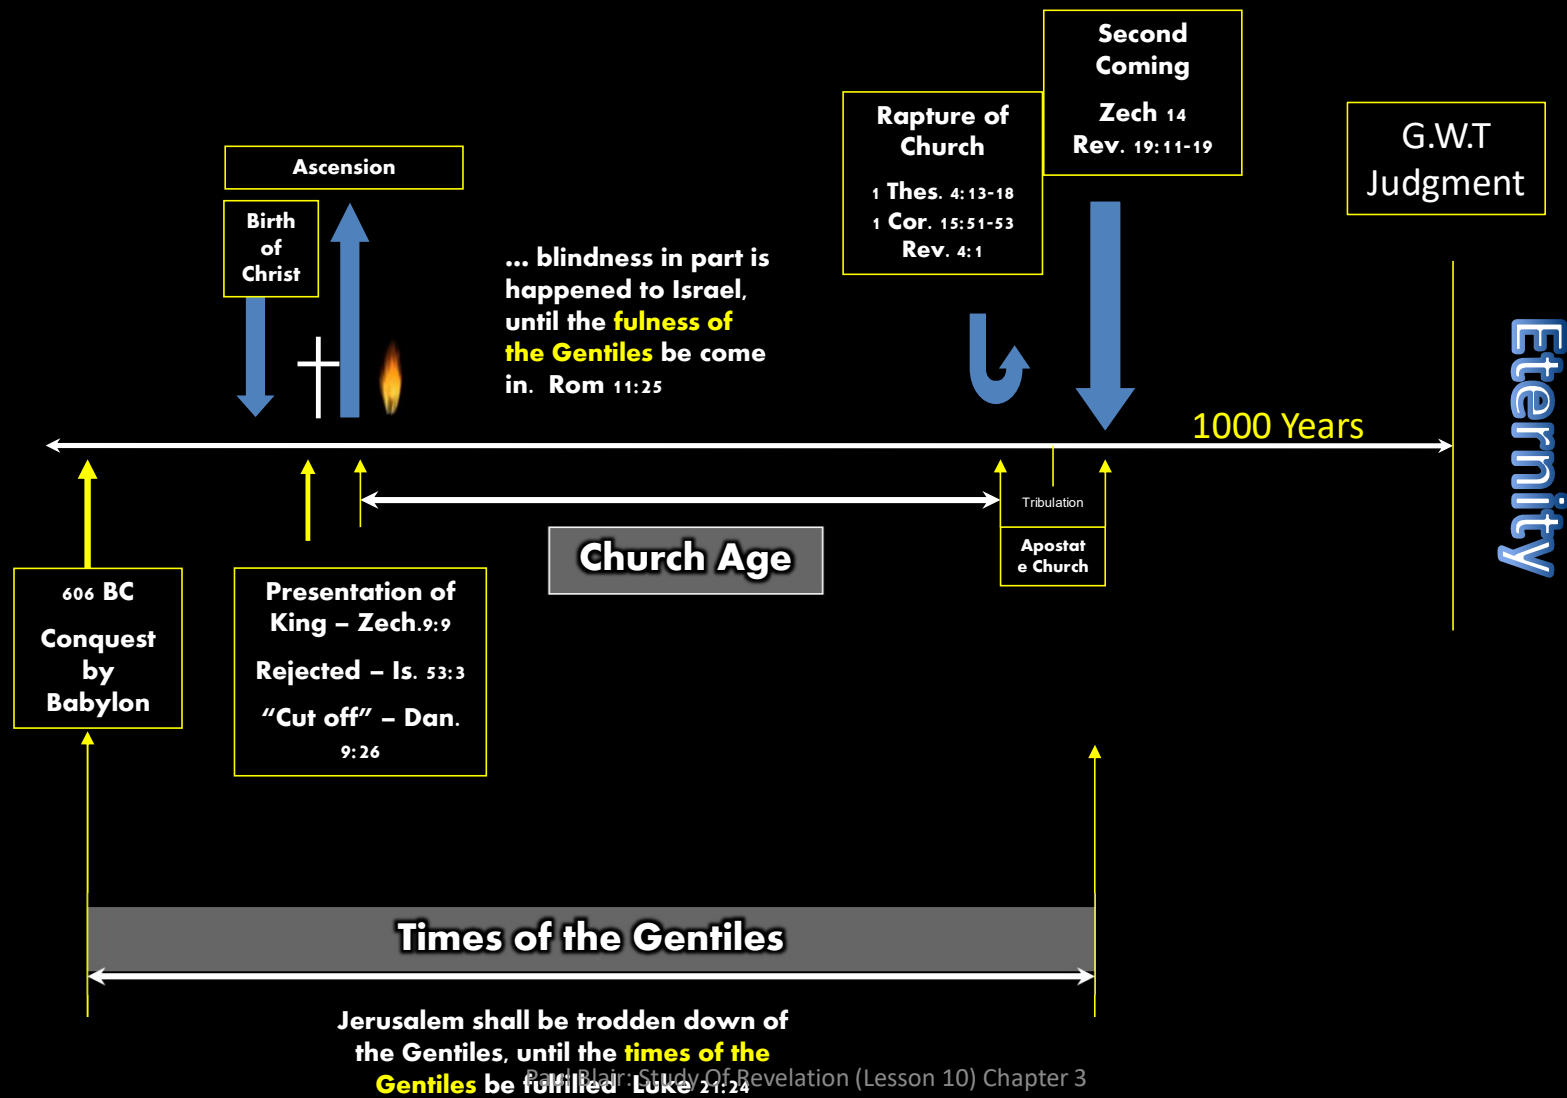 Ascension
Birth
of
Christ
... blindness in part is
happened to Israel,
until the fulness of
the Gentiles be come
in. Rom 11:25
Rapture of
Church
1 Thes. 4:13-18
1 Cor. 15:51-53
Rev. 4:1
Second
Coming
Zech 14
Rev. 19:11-19
G.W.T
Judgment
1000 Years
Eternity
Tribulation
Apostat
e Church
Church Age
606 BC
Conquest
by
Babylon
Presentation of
King – Zech.9:9
Rejected – Is. 53:3
“Cut off” – Dan.
9:26
Times of the Gentiles
Jerusalem shall be trodden down of
the Gentiles, until the times of the
Gentiles be fulfilled Luke 21:24
Paul Blair: Study Of Revelation (Lesson 10) Chapter 3